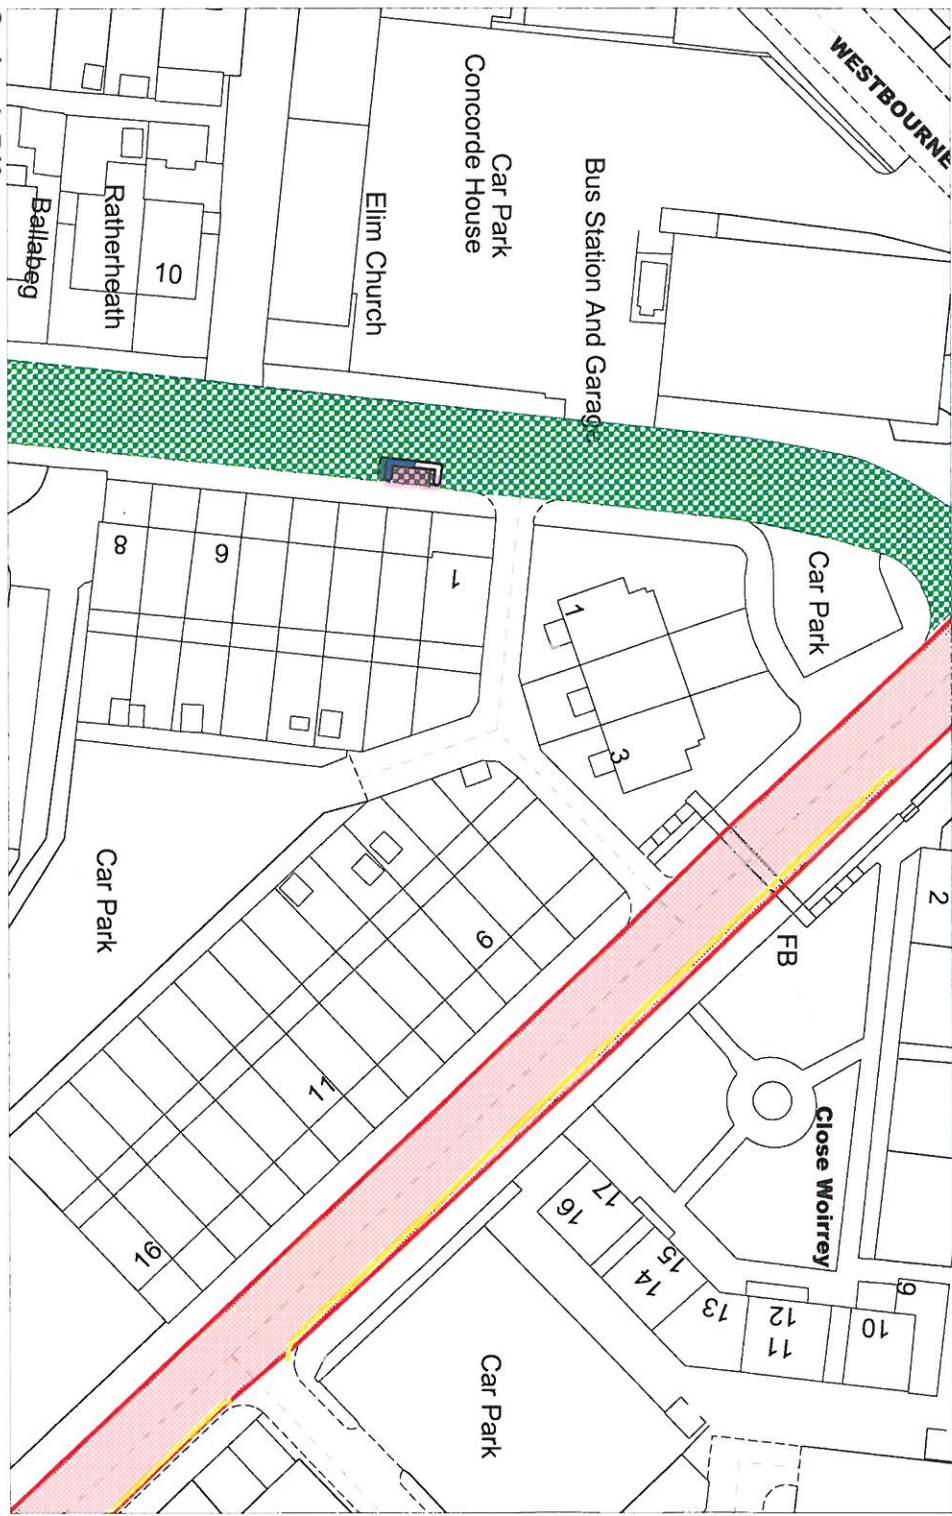 WESTBOURNE
Bus Station And Garage
Car Park
Concorde House
Elim Church
10
Ratherheath
Ballabeg
Car Park
8
6
1
1
3
2
FB
Car Park
6
11
16
Close Woirrey
17
16
15
14
13
12
11
10
9
Car Park